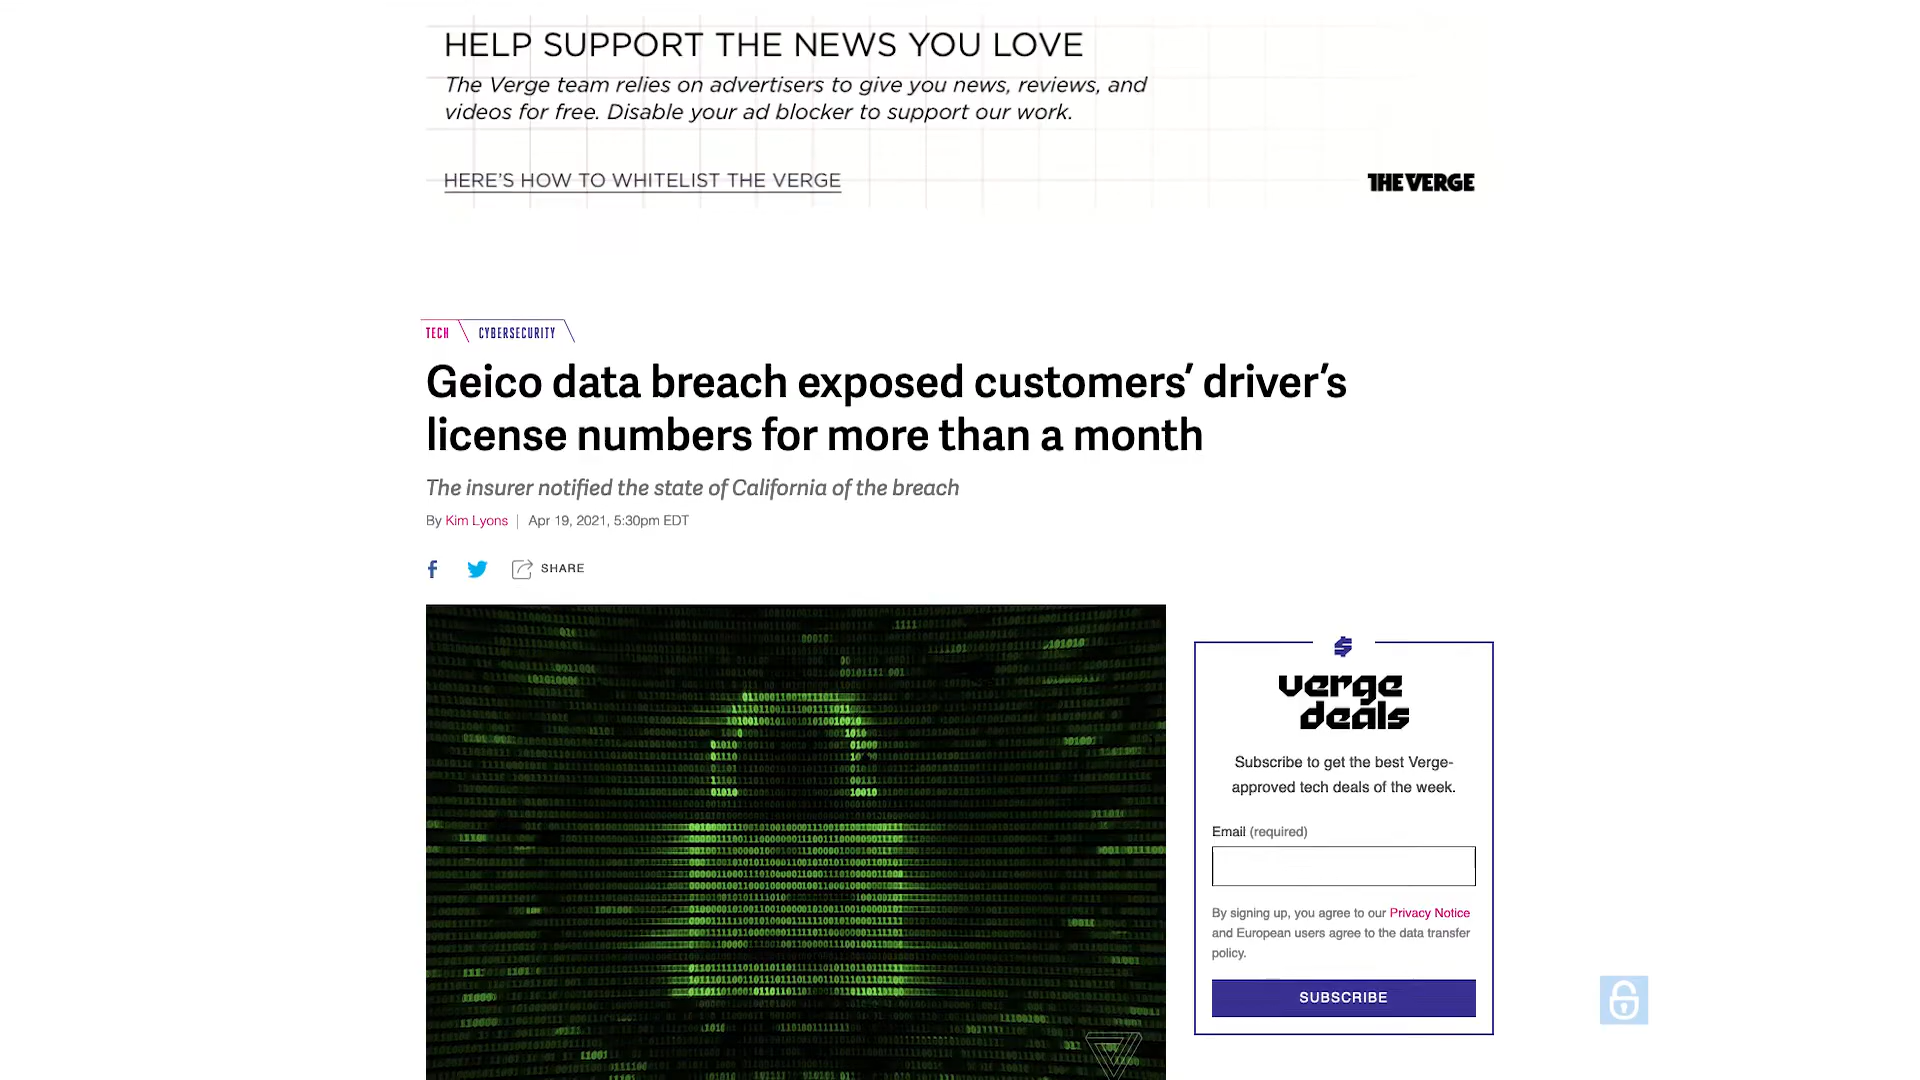 HELP SUPPORT THE NEWS YOU LOVE
The Verge team relies on advertisers to give you news, reviews, and
videos for free. Disable your ad blocker to support our work.
HERE'S HOW TO WHITELIST THE VERGE
THE VERGE
TECH
CYBERSECURITY
Geico data breach exposed customers’ driver’s
license numbers for more than a month
The insurer notified the state of California of the breach
By Kim Lyons | Apr 19, 2021, 5:30pm EDT
SHARE
verge
deals
Subscribe to get the best Verge-
approved tech deals of the week.
Email (required)
By signing up, you agree to our Privacy Notice
and European users agree to the data transfer
policy.
SUBSCRIBE